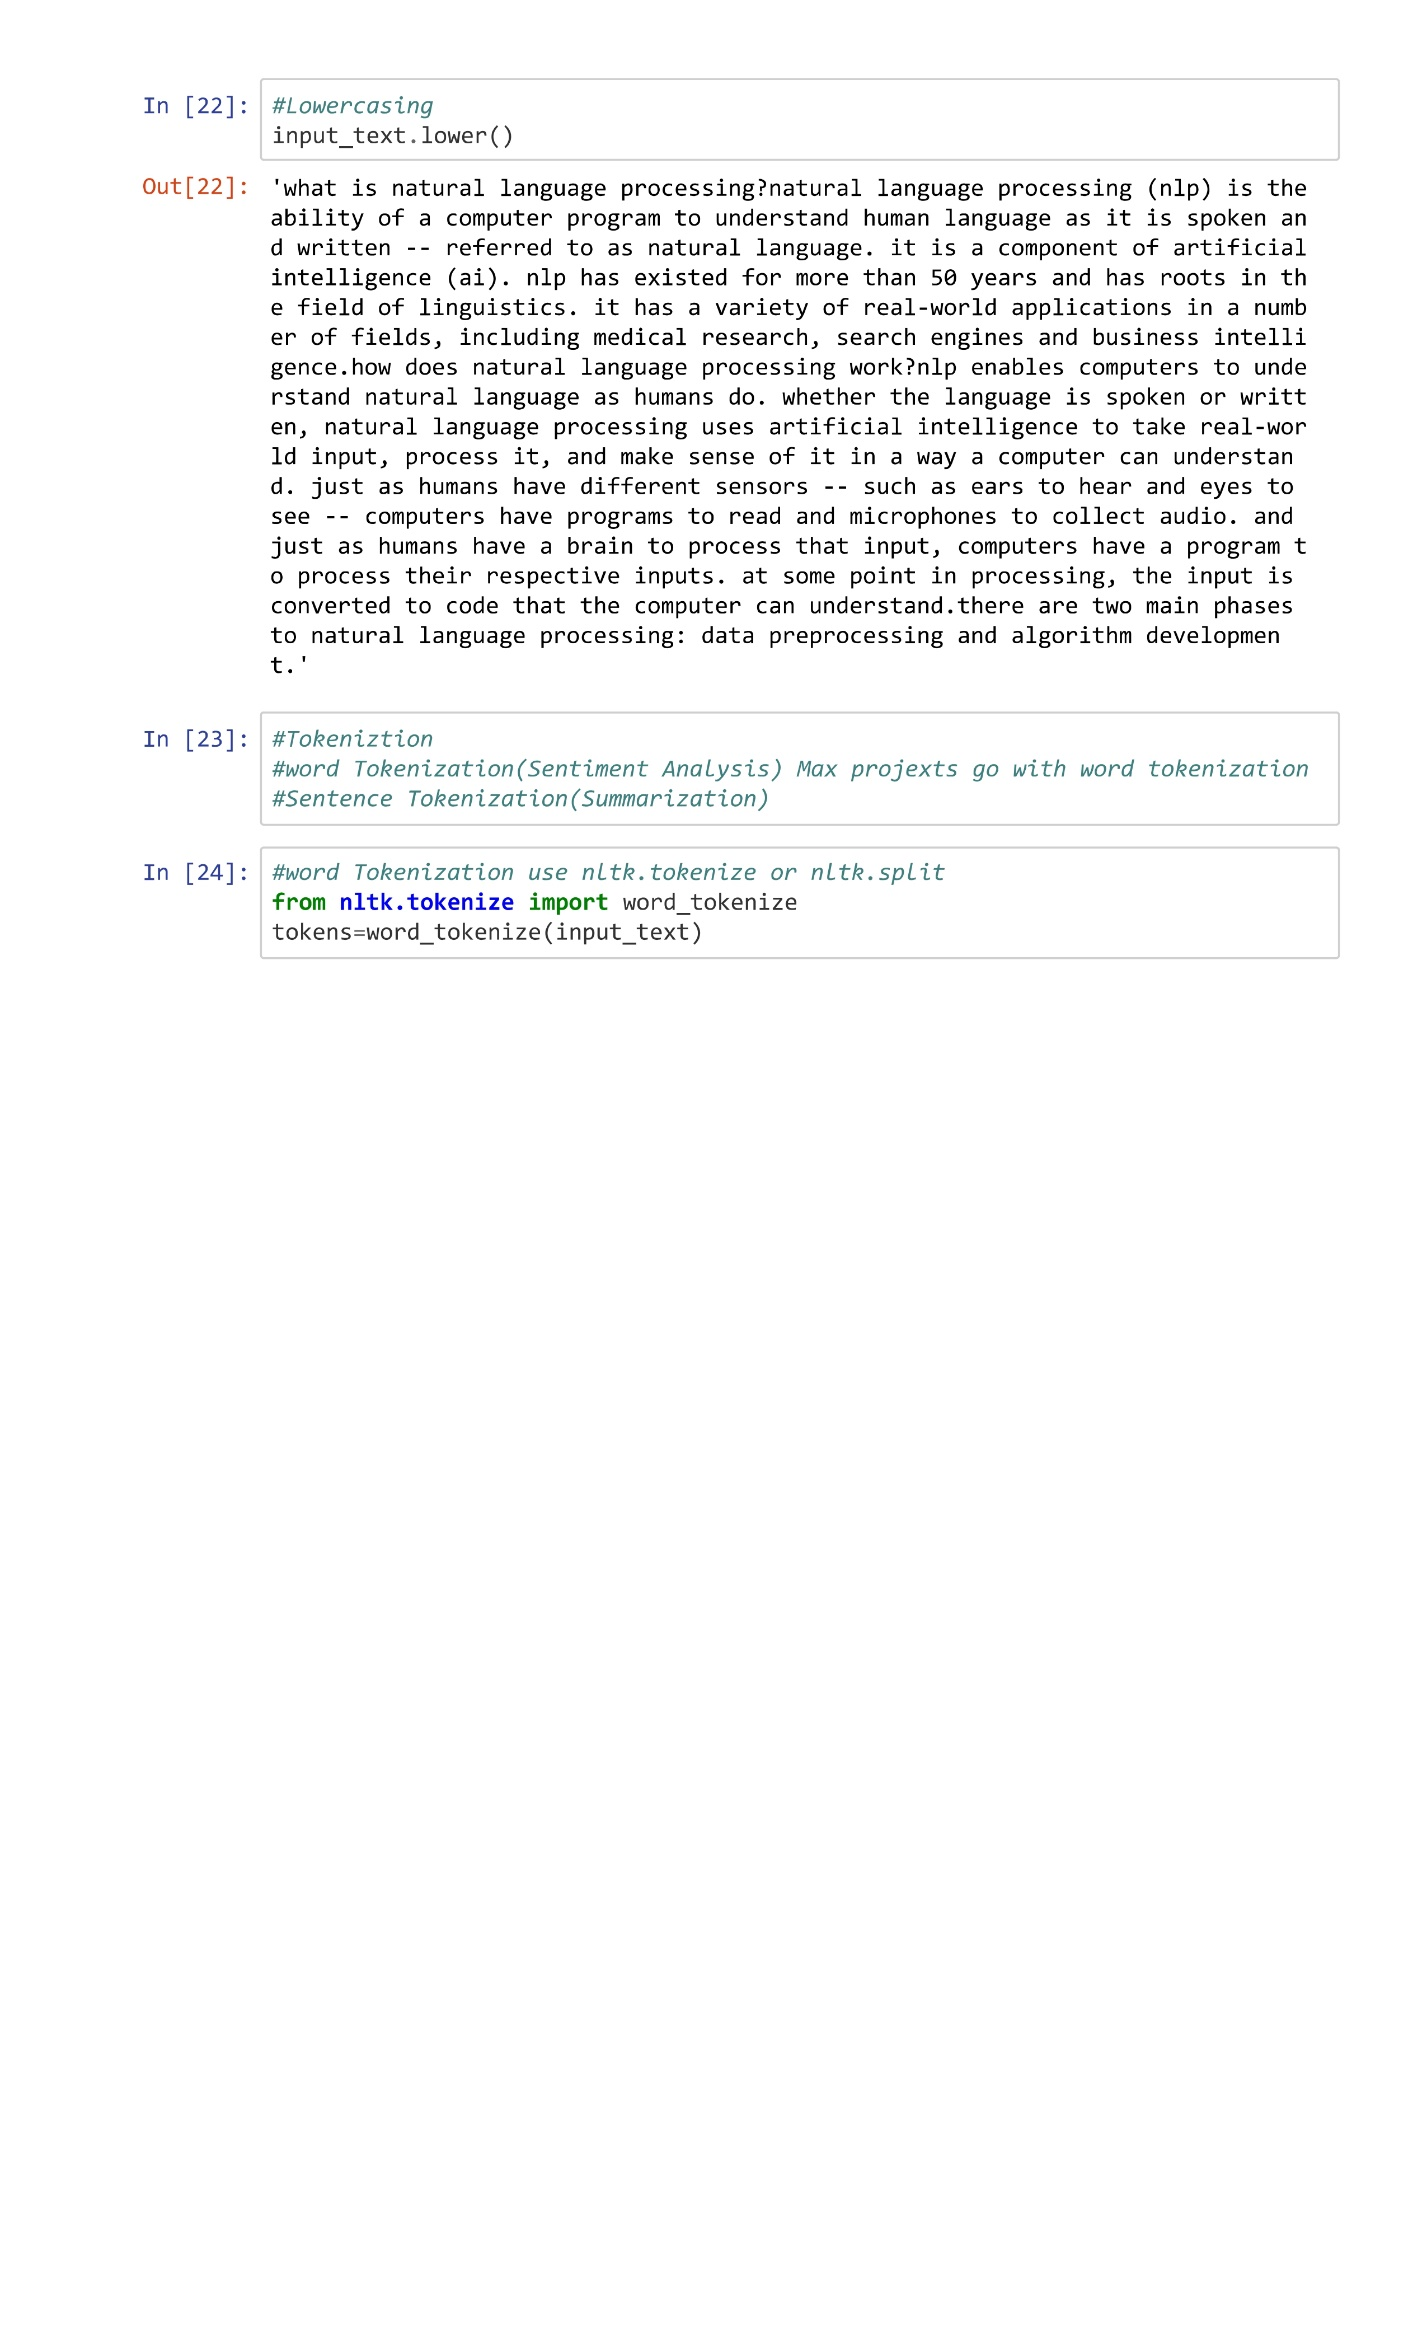 In [22]: #Lowercasing
input_text.lower()
Out[22]: 'what is natural language processing?natural language processing (nlp) is the
ability of a computer program to understand human language as it is spoken an
d written -- referred to as natural language. it is a component of artificial
intelligence (ai). nlp has existed for more than 50 years and has roots in th
e field of linguistics. it has a variety of real-world applications in a numb
er of fields, including medical research, search engines and business intelli
gence.how does natural language processing work?nlp enables computers to unde
rstand natural language as humans do. whether the language is spoken or writt
en, natural language processing uses artificial intelligence to take real-wor
ld input, process it, and make sense of it in a way a computer can understan
d. just as humans have different sensors -- such as ears to hear and eyes to
see -- computers have programs to read and microphones to collect audio. and
just as humans have a brain to process that input, computers have a program t
o process their respective inputs. at some point in processing, the input is
converted to code that the computer can understand.there are two main phases
to natural language processing: data preprocessing and algorithm developmen
t.'
In [23]: #Tokeniztion
#word Tokenization(Sentiment Analysis) Max projexts go with word tokenization
#Sentence Tokenization(Summarization)
In [24]: #word Tokenization use nltk.tokenize or nltk.split
from nltk.tokenize import word_tokenize
tokens=word_tokenize(input_text)